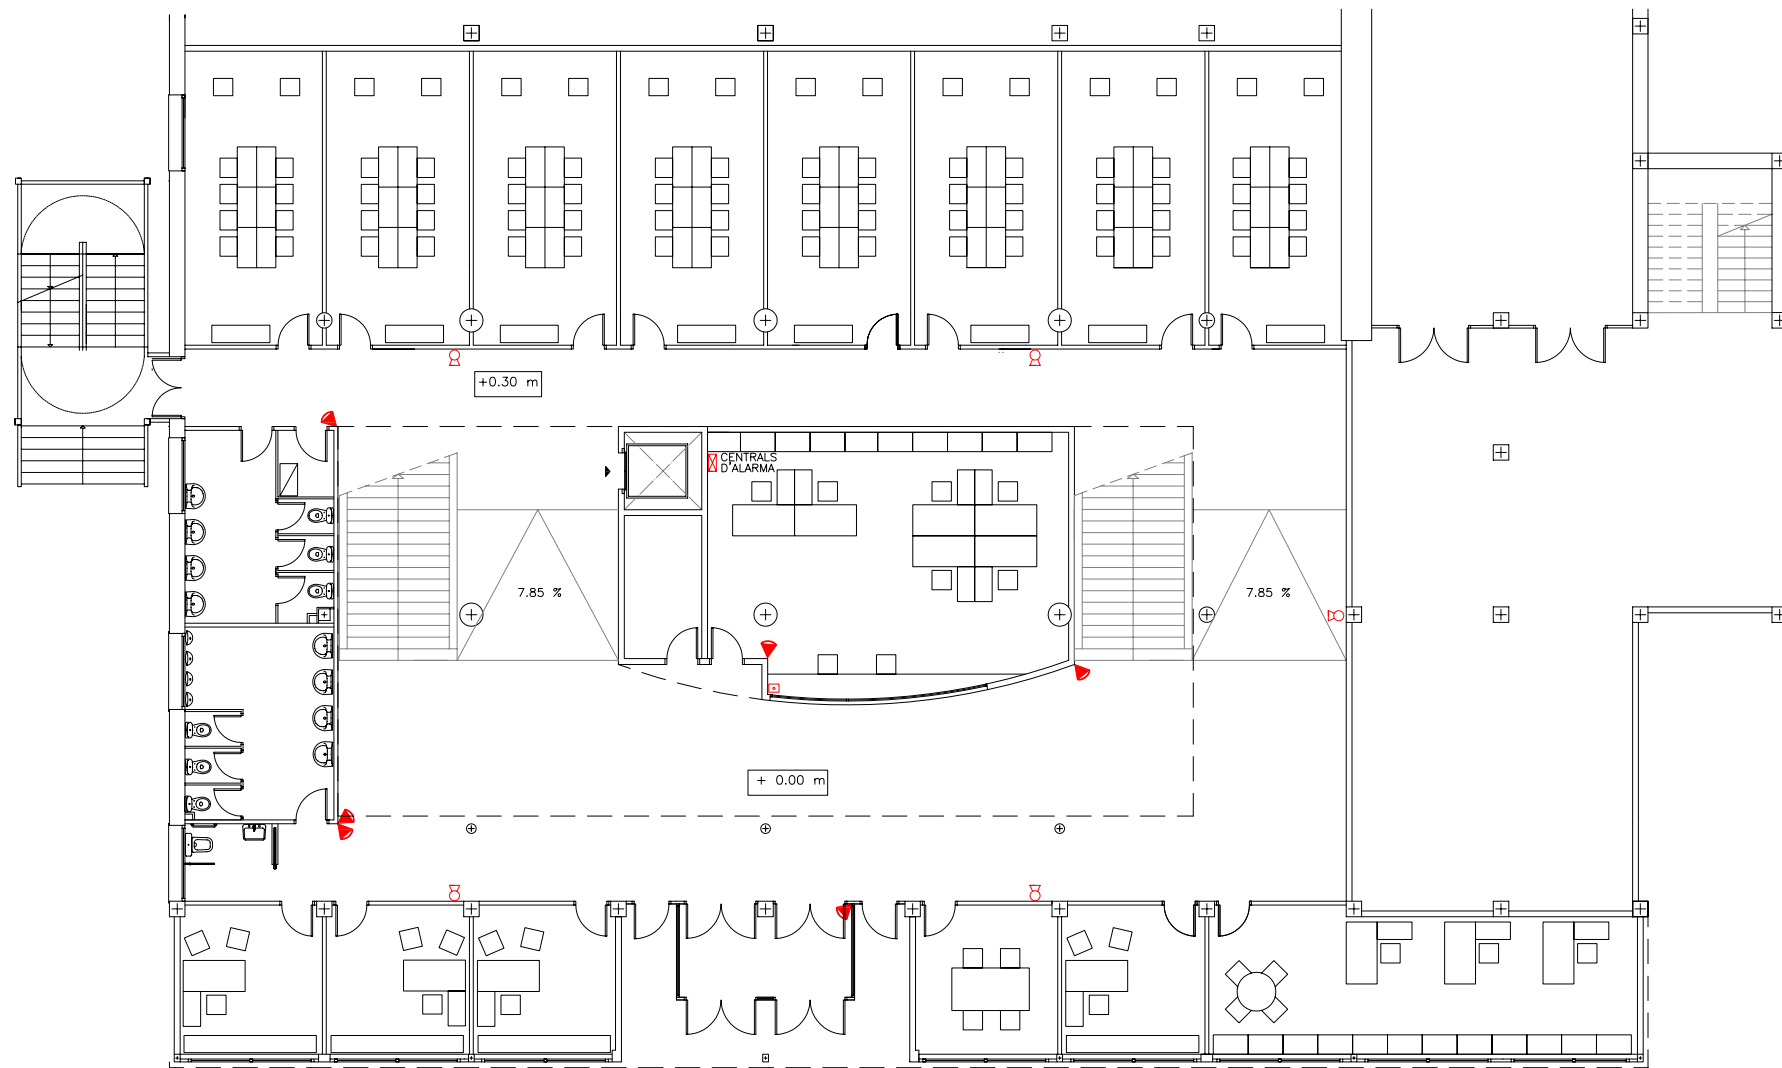 +0.30 m
CENTRALS
D'ALARMA
7.85 %
7.85 %
+ 0.00 m